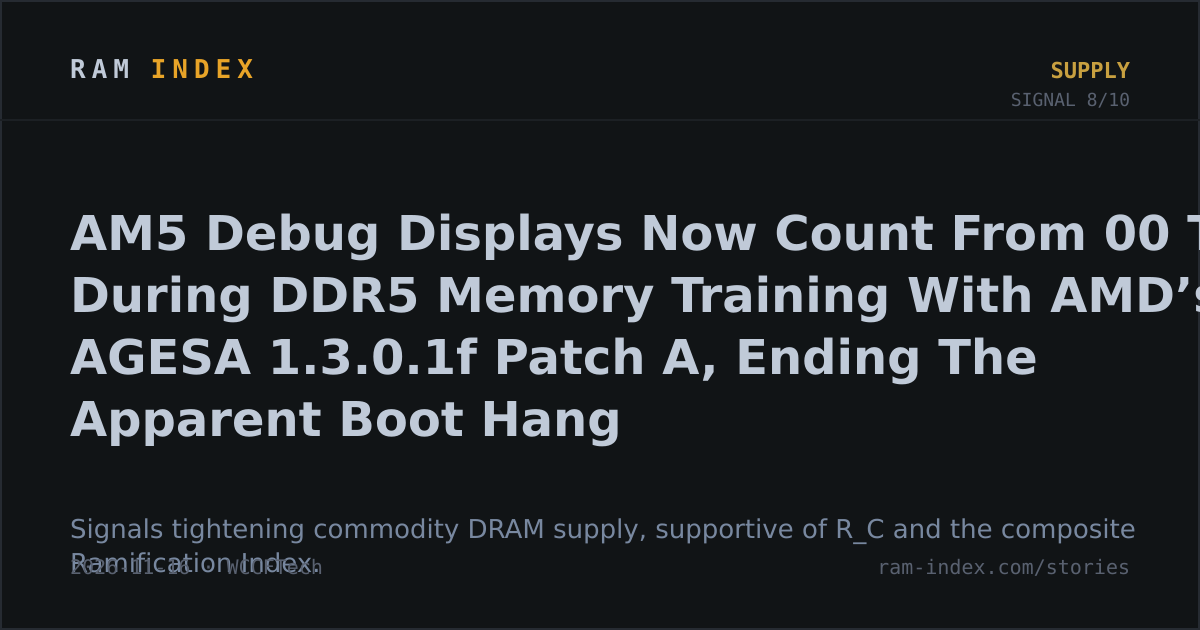 RAM INDEX
SUPPLY
SIGNAL 8/10
AM5 Debug Displays Now Count From 00 T
During DDR5 Memory Training With AMD’s
AGESA 1.3.0.1f Patch A, Ending The
Apparent Boot Hang
Signals tightening commodity DRAM supply, supportive of R_C and the composite
Ramification Index.
WCCFTech
ram-index.com/stories